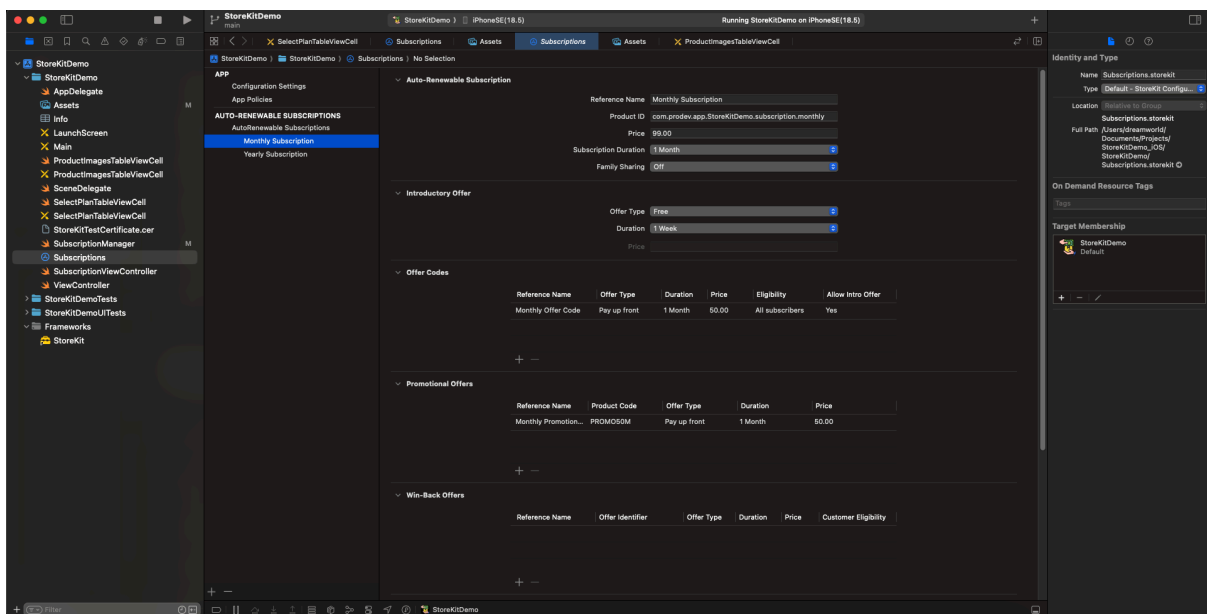 StoreKitDemo
main
StoreKitDemo
iPhoneSE(18.5)
Running StoreKitDemo on iPhoneSE(18.5)
SelectPlanTableViewCell
Subscriptions
Assets
Subscriptions
Assets
ProductImagesTableViewCell
StoreKitDemo
StoreKitDemo
AppDelegate
Assets M
Info
LaunchScreen
Main
ProductImagesTableViewCell
ProductImagesTableViewCell
SceneDelegate
SelectPlanTableViewCell
SelectPlanTableViewCell
StoreKitTestCertificate.cer
SubscriptionManager M
Subscriptions
SubscriptionViewController
ViewController
StoreKitDemoTests
StoreKitDemoUITests
Frameworks
StoreKit
Filter
StoreKitDemo 〉 StoreKitDemo 〉 Subscriptions 〉 No Selection
APP
Configuration Settings
App Policies
AUTO-RENEWABLE SUBSCRIPTIONS
AutoRenewable Subscriptions
Monthly Subscription
Yearly Subscription
Auto-Renewable Subscription
Reference Name Monthly Subscription
Product ID com.prodev.app.StoreKitDemo.subscription.monthly
Price 99.00
Subscription Duration 1 Month
Family Sharing Off
Introductory Offer
Offer Type Free
Duration 1 Week
Price
Offer Codes
Reference Name Offer Type Duration Price Eligibility Allow Intro Offer
Monthly Offer Code Pay up front 1 Month 50.00 All subscribers Yes
Promotional Offers
Reference Name Product Code Offer Type Duration Price
Monthly Promotion... PROMO50M Pay up front 1 Month 50.00
Win-Back Offers
Reference Name Offer Identifier Offer Type Duration Price Customer Eligibility
StoreKitDemo
Identity and Type
Name Subscriptions.storekit
Type Default - StoreKit Configu...
Location Relative to Group
Subscriptions.storekit
Full Path /Users/dreamworld/
Documents/Projects/
StoreKitDemo_iOS/
StoreKitDemo/
Subscriptions.storekit
On Demand Resource Tags
Tags
Target Membership
StoreKitDemo
Default